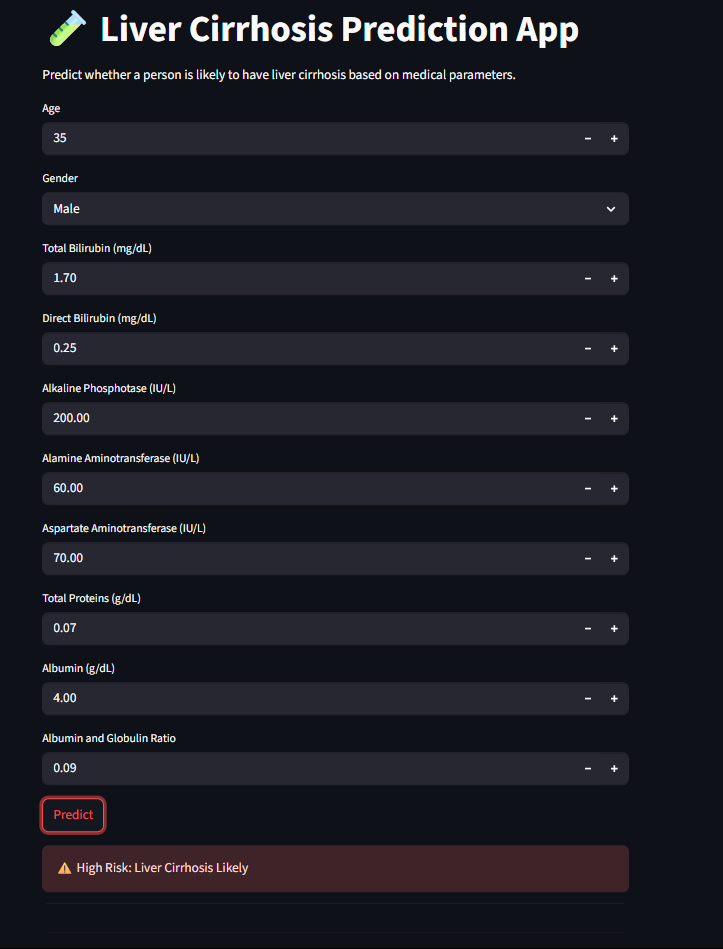 Liver Cirrhosis Prediction App
Predict whether a person is likely to have liver cirrhosis based on medical parameters.
Age
35
Gender
Male
Total Bilirubin (mg/dL)
1.70
Direct Bilirubin (mg/dL)
0.25
Alkaline Phosphotase (IU/L)
200.00
Alamine Aminotransferase (IU/L)
60.00
Aspartate Aminotransferase (IU/L)
70.00
Total Proteins (g/dL)
0.07
Albumin (g/dL)
4.00
Albumin and Globulin Ratio
0.09
Predict
High Risk: Liver Cirrhosis Likely